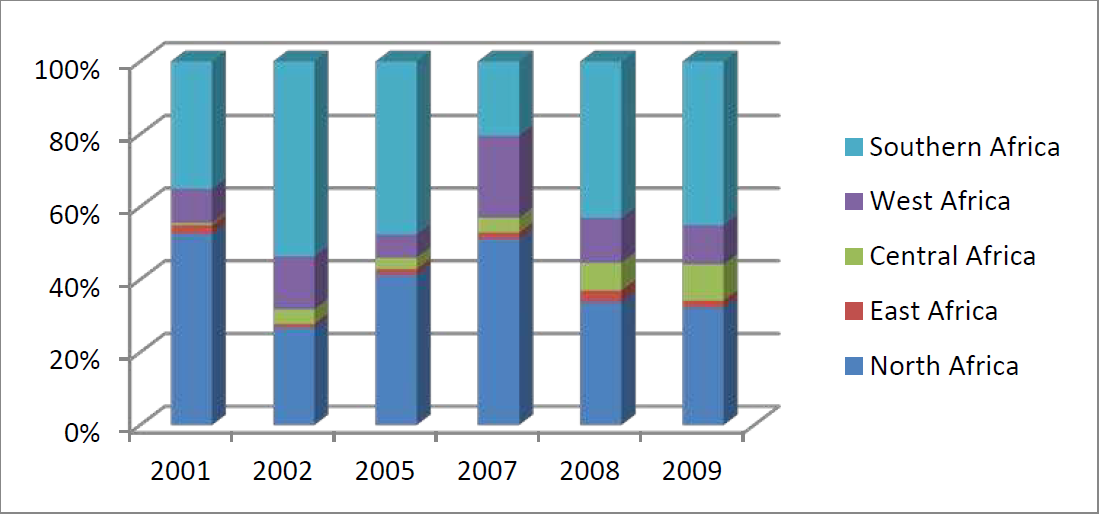 100%
80%
60%
40%
20%
0%
2001 2002 2005 2007 2008 2009
Southern Africa
West Africa
Central Africa
East Africa
North Africa